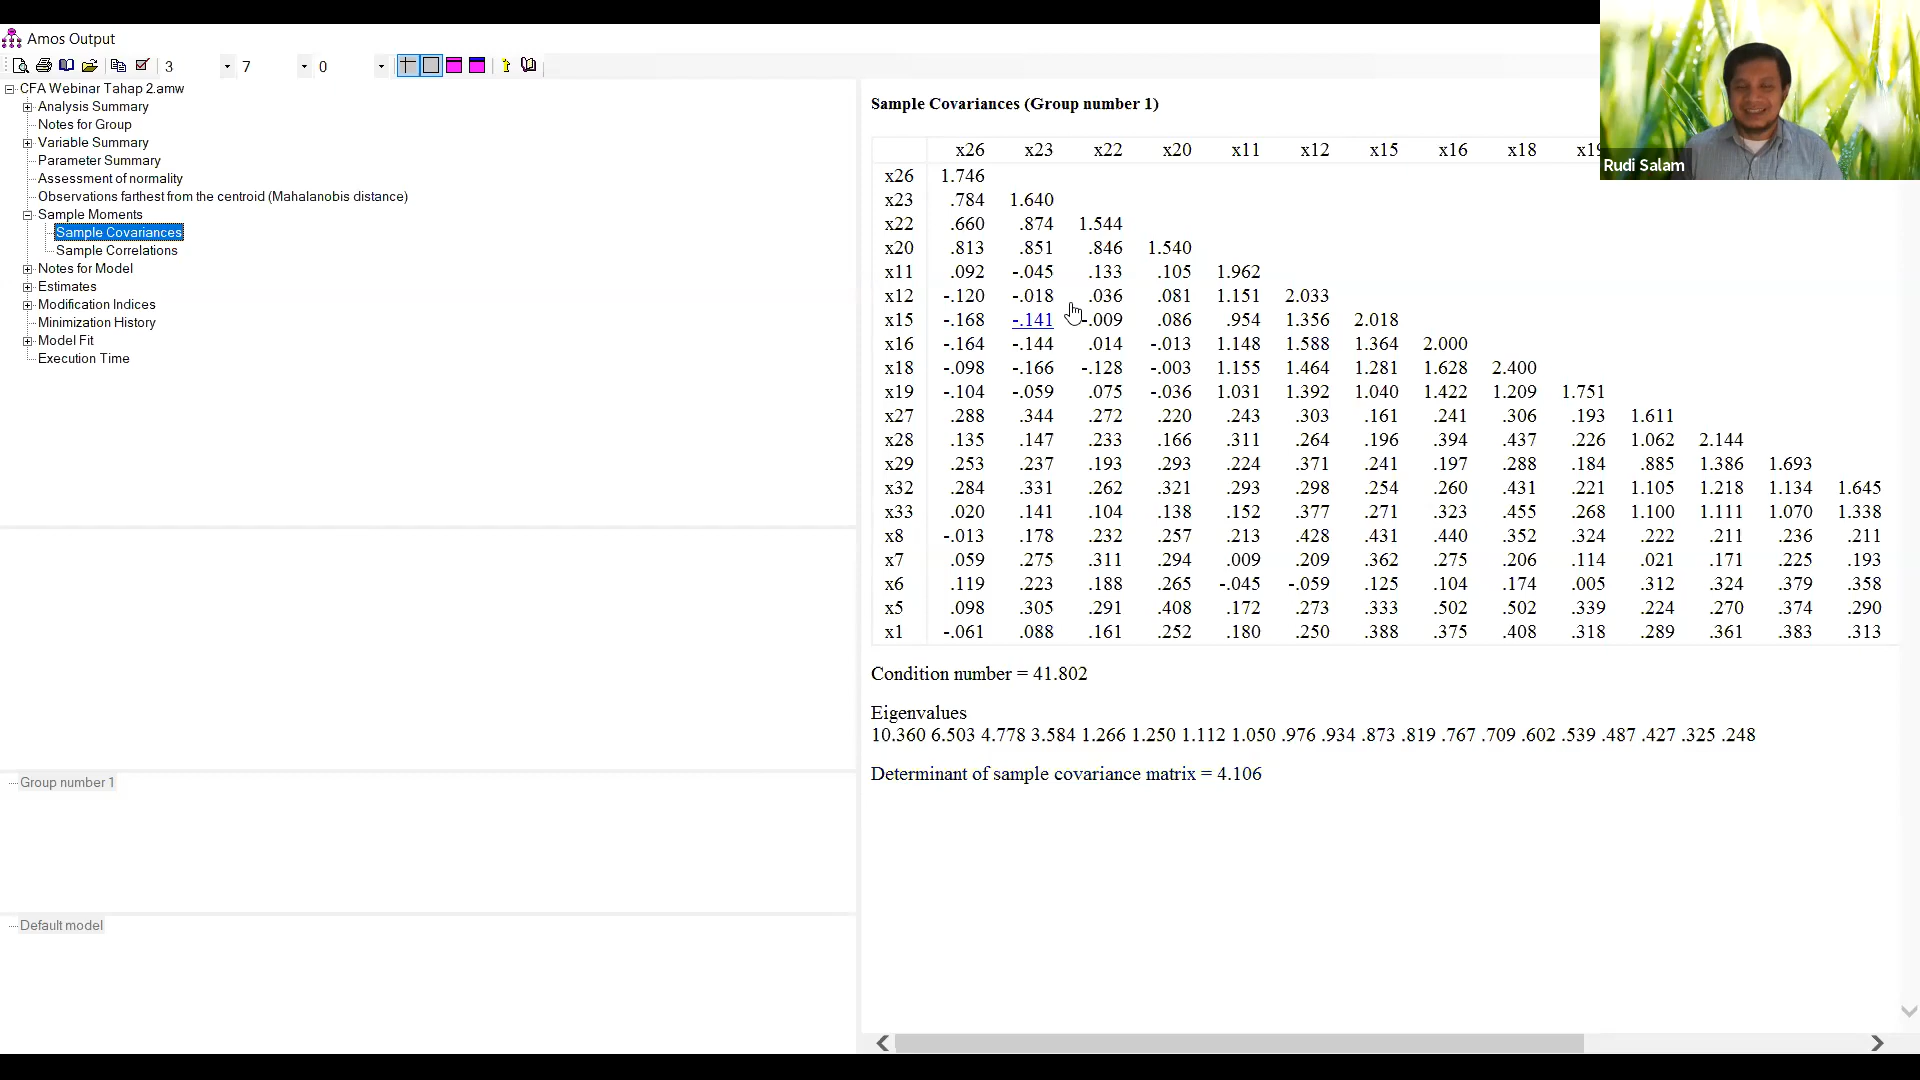 Amos Output
3 7 0
CFA Webinar Tahap 2.amw
Analysis Summary
Notes for Group
Variable Summary
Parameter Summary
Assessment of normality
Observations farthest from the centroid (Mahalanobis distance)
Sample Moments
Sample Covariances
Sample Correlations
Notes for Model
Estimates
Modification Indices
Minimization History
Model Fit
Execution Time
Group number 1
Default model
Sample Covariances (Group number 1)
x26 x23 x22 x20 x11 x12 x15 x16 x18
x26 1.746
x23 .784 1.640
x22 .660 .874 1.544
x20 .813 .851 .846 1.540
x11 .092 -.045 .133 .105 1.962
x12 -.120 -.018 .036 .081 1.151 2.033
x15 -.168 -.141 -.009 .086 .954 1.356 2.018
x16 -.164 -.144 .014 -.013 1.148 1.588 1.364 2.000
x18 -.098 -.166 -.128 -.003 1.155 1.464 1.281 1.628 2.400
x19 -.104 -.059 .075 -.036 1.031 1.392 1.040 1.422 1.209 1.751
x27 .288 .344 .272 .220 .243 .303 .161 .241 .306 .193 1.611
x28 .135 .147 .233 .166 .311 .264 .196 .394 .437 .226 1.062 2.144
x29 .253 .237 .193 .293 .224 .371 .241 .197 .288 .184 .885 1.386 1.693
x32 .284 .331 .262 .321 .293 .298 .254 .260 .431 .221 1.105 1.218 1.134 1.645
x33 .020 .141 .104 .138 .152 .377 .271 .323 .455 .268 1.100 1.111 1.070 1.338
x8 -.013 .178 .232 .257 .213 .428 .431 .440 .352 .324 .222 .211 .236 .211
x7 .059 .275 .311 .294 .009 .209 .362 .275 .206 .114 .021 .171 .225 .193
x6 .119 .223 .188 .265 -.045 -.059 .125 .104 .174 .005 .312 .324 .379 .358
x5 .098 .305 .291 .408 .172 .273 .333 .502 .502 .339 .224 .270 .374 .290
x1 -.061 .088 .161 .252 .180 .250 .388 .375 .408 .318 .289 .361 .383 .313
Condition number = 41.802
Eigenvalues
10.360 6.503 4.778 3.584 1.266 1.250 1.112 1.050 .976 .934 .873 .819 .767 .709 .602 .539 .487 .427 .325 .248
Determinant of sample covariance matrix = 4.106
Rudi Salam